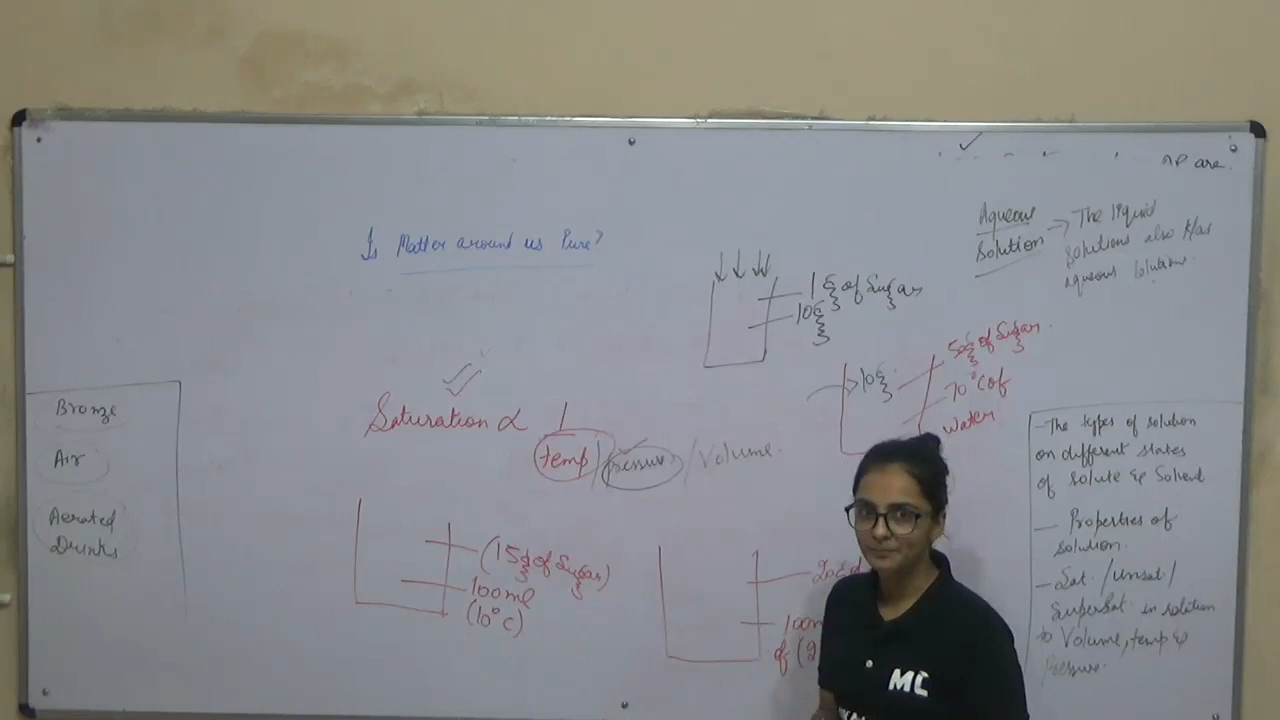 are.
Is Matter around us Pure?
Aqueous
Solution → The liquid
solutions also k/as
aqueous solutions.
1g of Sugar
10g
10g
50g of Sugar.
70°C of
water
Saturation ∝ 1
temp / Pressure / Volume.
Bronze
Air
Aerated
Drinks
(15g of Sugar)
100ml
(10°C)
-The types of solution
on different states
of solute & Solvent
— Properties of
solution.
- Sat. / Unsat. /
SuperSat in solution
to Volume, temp &
Pressure.
MC